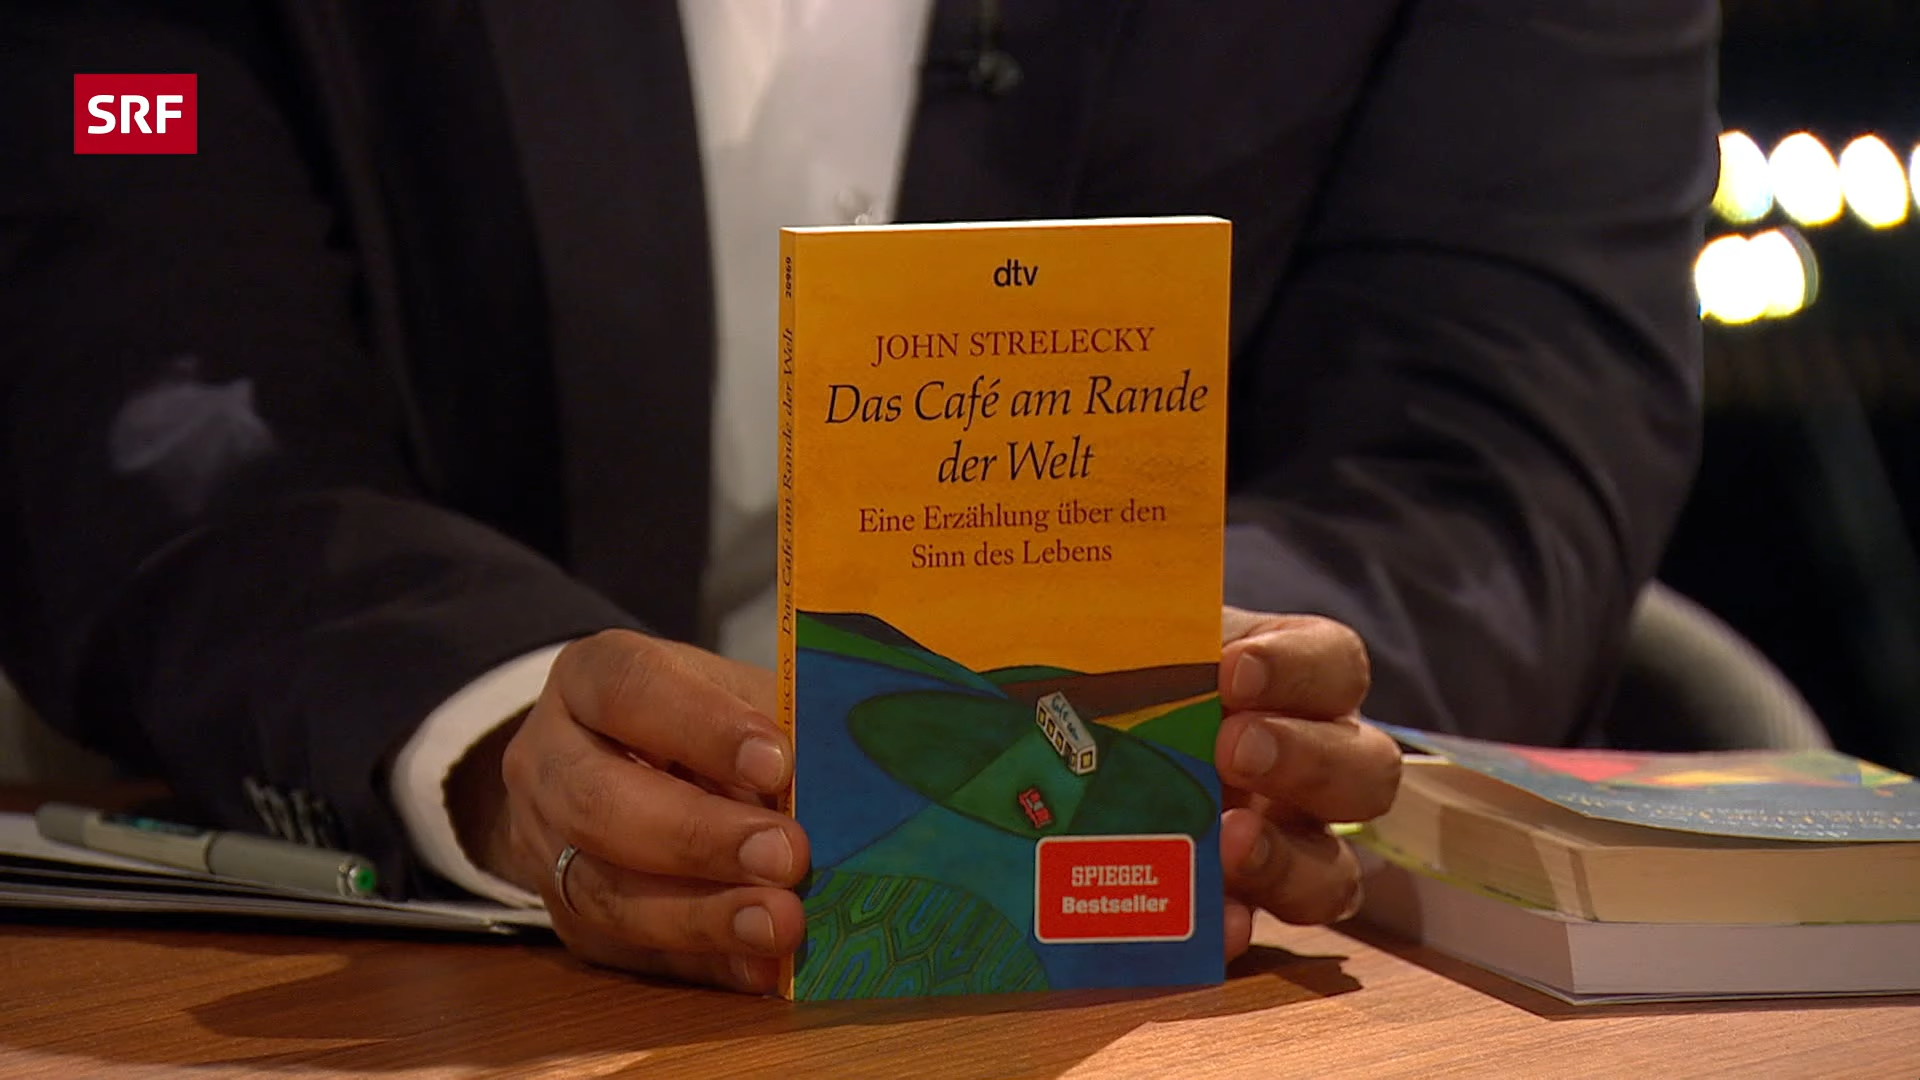 SRF
dtv
JOHN STRELECKY
Das Café am Rande
der Welt
Eine Erzählung über den
Sinn des Lebens
SPIEGEL
Bestseller
LECKY Das Café am Rande der Welt